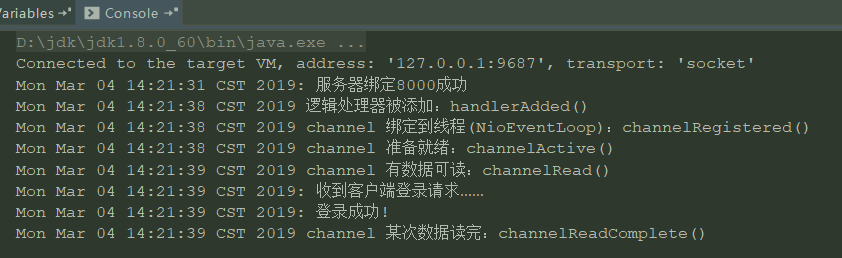 Variables Console
D:\jdk\jdk1.8.0_60\bin\java.exe ...
Connected to the target VM, address: '127.0.0.1:9687', transport: 'socket'
Mon Mar 04 14:21:31 CST 2019: 服务器绑定8000成功
Mon Mar 04 14:21:38 CST 2019 逻辑处理器被添加：handlerAdded()
Mon Mar 04 14:21:38 CST 2019 channel 绑定到线程(NioEventLoop)：channelRegistered()
Mon Mar 04 14:21:38 CST 2019 channel 准备就绪：channelActive()
Mon Mar 04 14:21:39 CST 2019 channel 有数据可读：channelRead()
Mon Mar 04 14:21:39 CST 2019: 收到客户端登录请求……
Mon Mar 04 14:21:39 CST 2019: 登录成功!
Mon Mar 04 14:21:39 CST 2019 channel 某次数据读完：channelReadComplete()